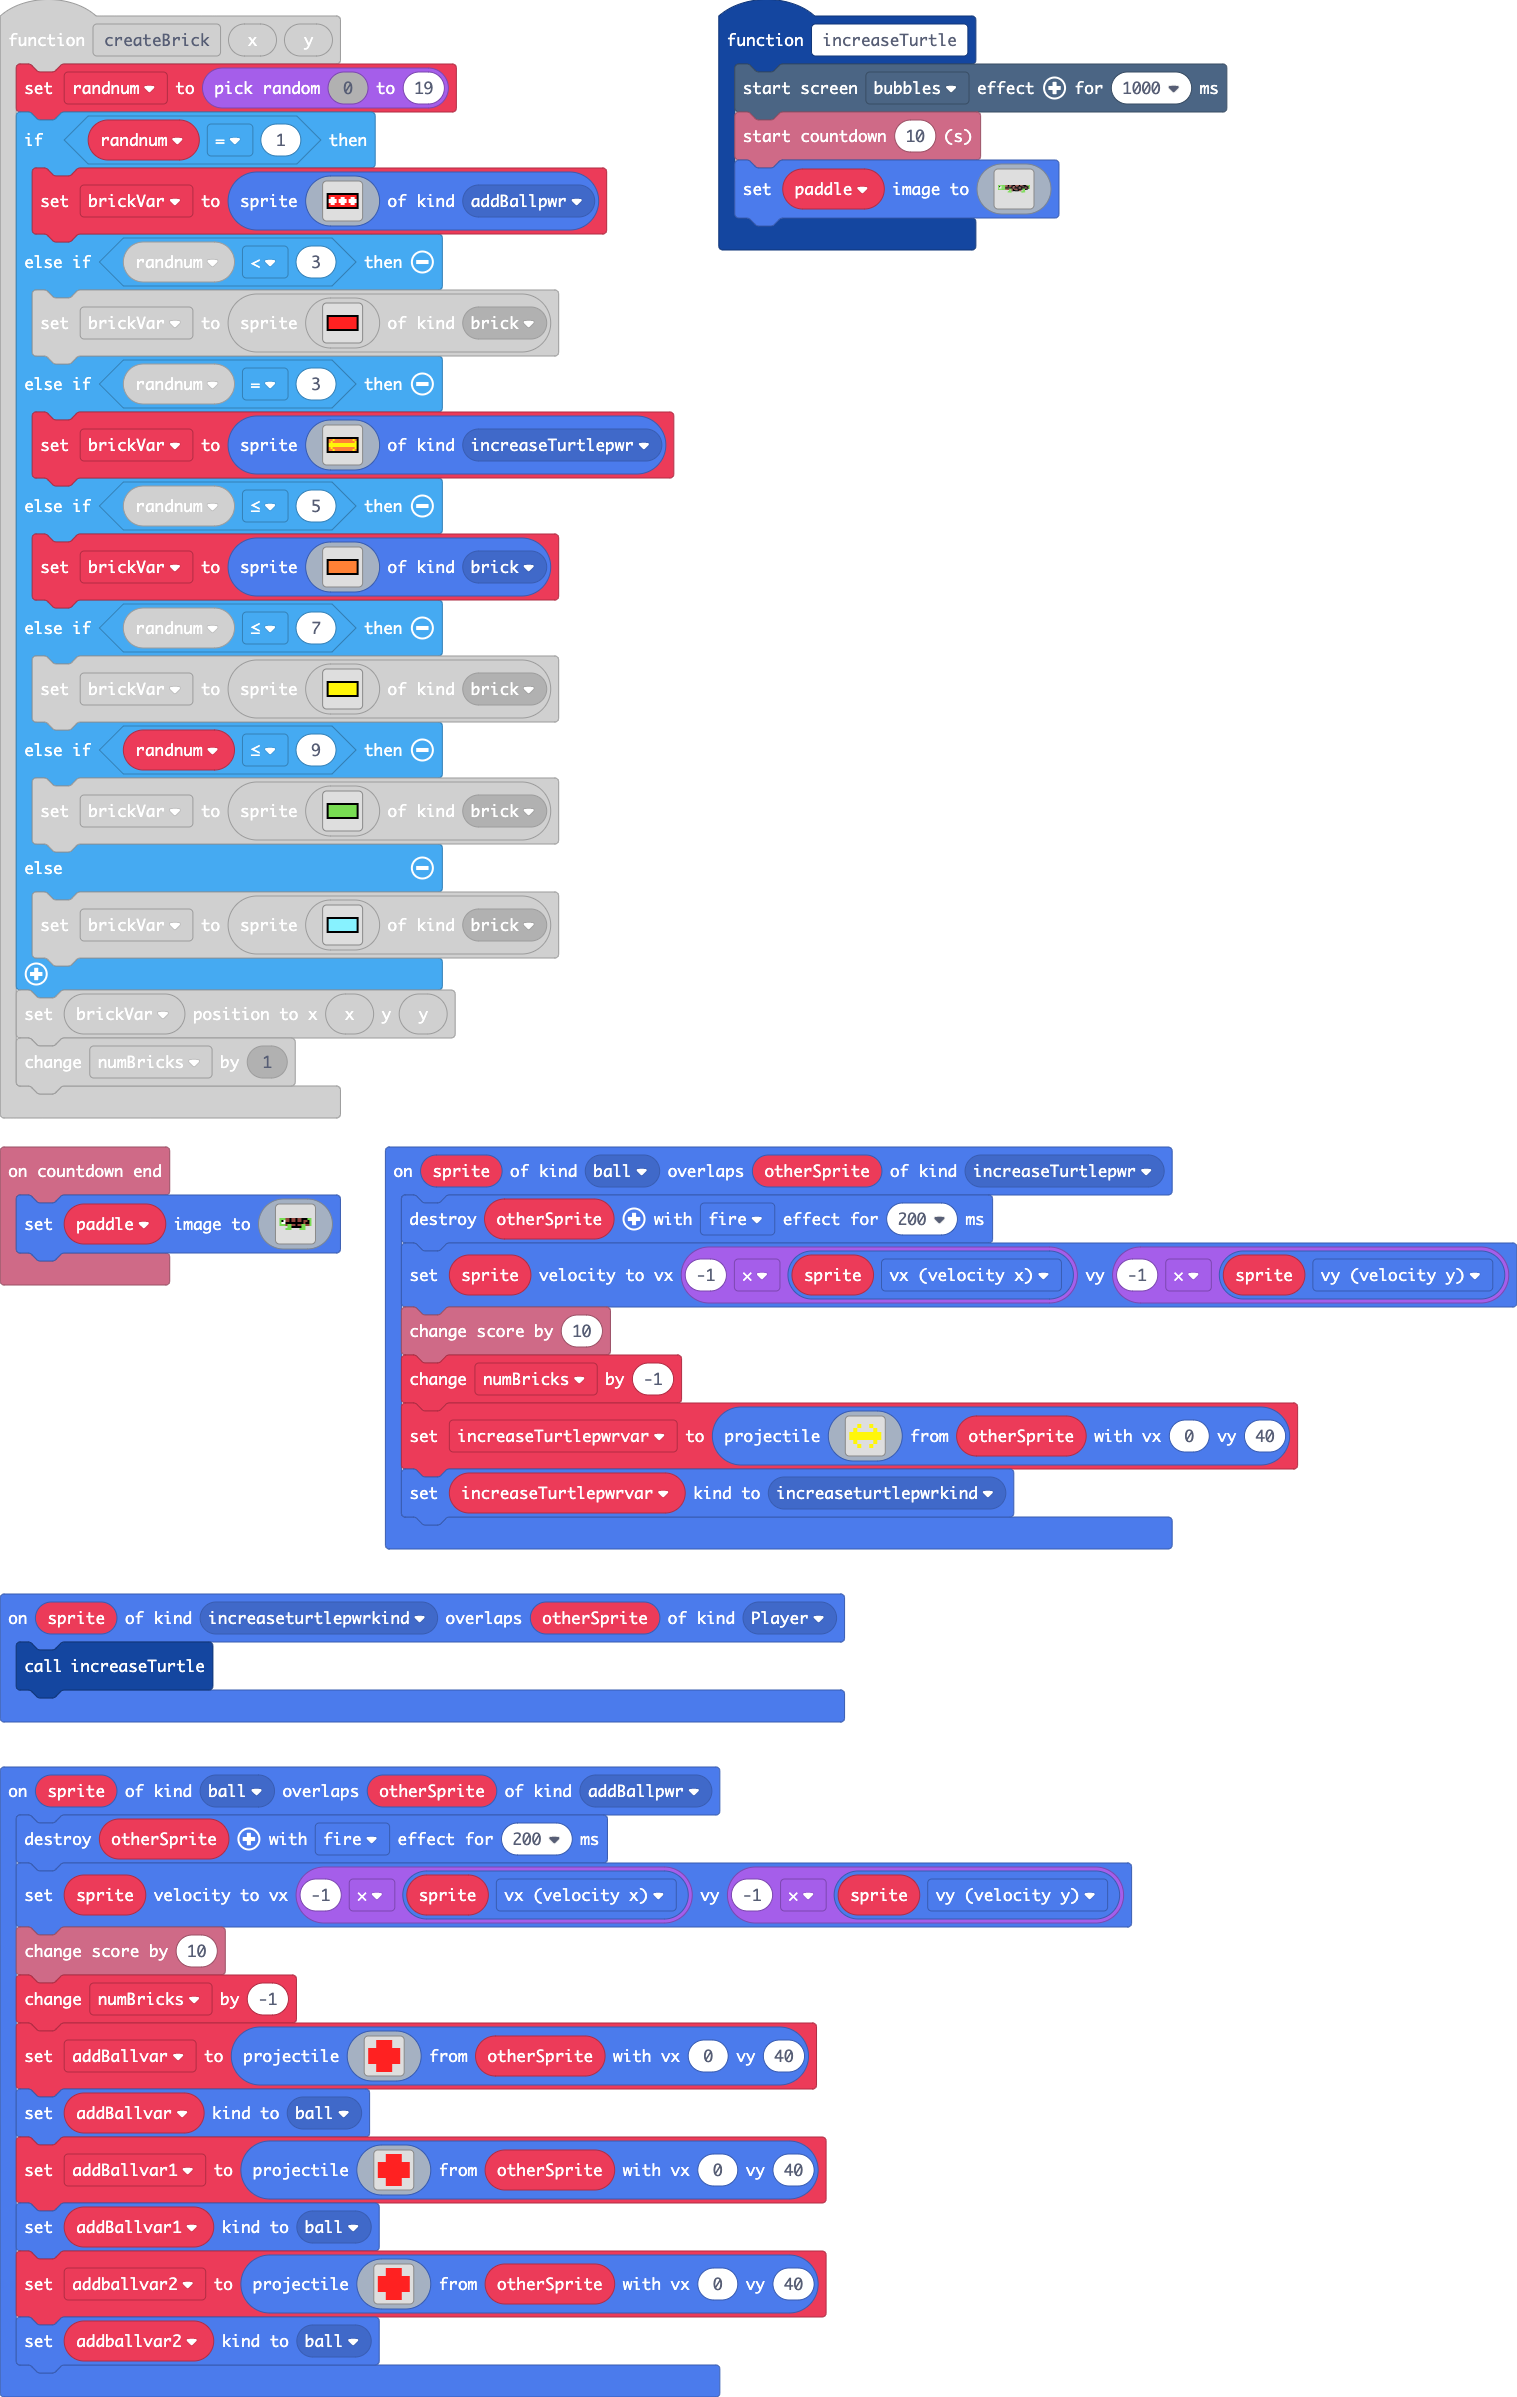 function createBrick x y
set randnum to pick random 0 to 19
if randnum = 1 then
set brickVar to sprite of kind addBallpwr
else if randnum < 3 then
set brickVar to sprite of kind brick
else if randnum = 3 then
set brickVar to sprite of kind increaseTurtlepwr
else if randnum ≤ 5 then
set brickVar to sprite of kind brick
else if randnum ≤ 7 then
set brickVar to sprite of kind brick
else if randnum ≤ 9 then
set brickVar to sprite of kind brick
else
set brickVar to sprite of kind brick
set brickVar position to x x y y
change numBricks by 1
function increaseTurtle
start screen bubbles effect for 1000 ms
start countdown 10 (s)
set paddle image to
on countdown end
set paddle image to
on sprite of kind ball overlaps otherSprite of kind increaseTurtlepwr
destroy otherSprite with fire effect for 200 ms
set sprite velocity to vx -1 × sprite vx (velocity x) vy -1 × sprite vy (velocity y)
change score by 10
change numBricks by -1
set increaseTurtlepwrvar to projectile from otherSprite with vx 0 vy 40
set increaseTurtlepwrvar kind to increaseturtlepwrkind
on sprite of kind increaseturtlepwrkind overlaps otherSprite of kind Player
call increaseTurtle
on sprite of kind ball overlaps otherSprite of kind addBallpwr
destroy otherSprite with fire effect for 200 ms
set sprite velocity to vx -1 × sprite vx (velocity x) vy -1 × sprite vy (velocity y)
change score by 10
change numBricks by -1
set addBallvar to projectile from otherSprite with vx 0 vy 40
set addBallvar kind to ball
set addBallvar1 to projectile from otherSprite with vx 0 vy 40
set addBallvar1 kind to ball
set addballvar2 to projectile from otherSprite with vx 0 vy 40
set addballvar2 kind to ball